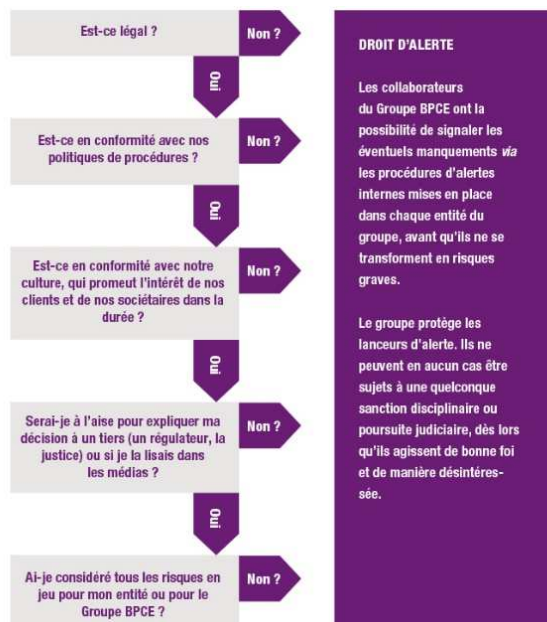 Est-ce légal ?
Non ?
Oui
Est-ce en conformité avec nos
politiques de procédures ?
Non ?
Oui
Est-ce en conformité avec notre
culture, qui promeut l'intérêt de nos
clients et de nos sociétaires dans la
durée ?
Non ?
Oui
Serai-je à l'aise pour expliquer ma
décision à un tiers (un régulateur, la
justice) ou si je la lisais dans
les médias ?
Non ?
Oui
Ai-je considéré tous les risques en
jeu pour mon entité ou pour le
Groupe BPCE ?
Non ?
DROIT D'ALERTE
Les collaborateurs
du Groupe BPCE ont la
possibilité de signaler les
éventuels manquements via
les procédures d'alertes
internes mises en place
dans chaque entité du
groupe, avant qu'ils ne se
transforment en risques
graves.
Le groupe protège les
lanceurs d'alerte. Ils ne
peuvent en aucun cas être
sujets à une quelconque
sanction disciplinaire ou
poursuite judiciaire, dès lors
qu'ils agissent de bonne foi
et de manière désintéres-
sée.